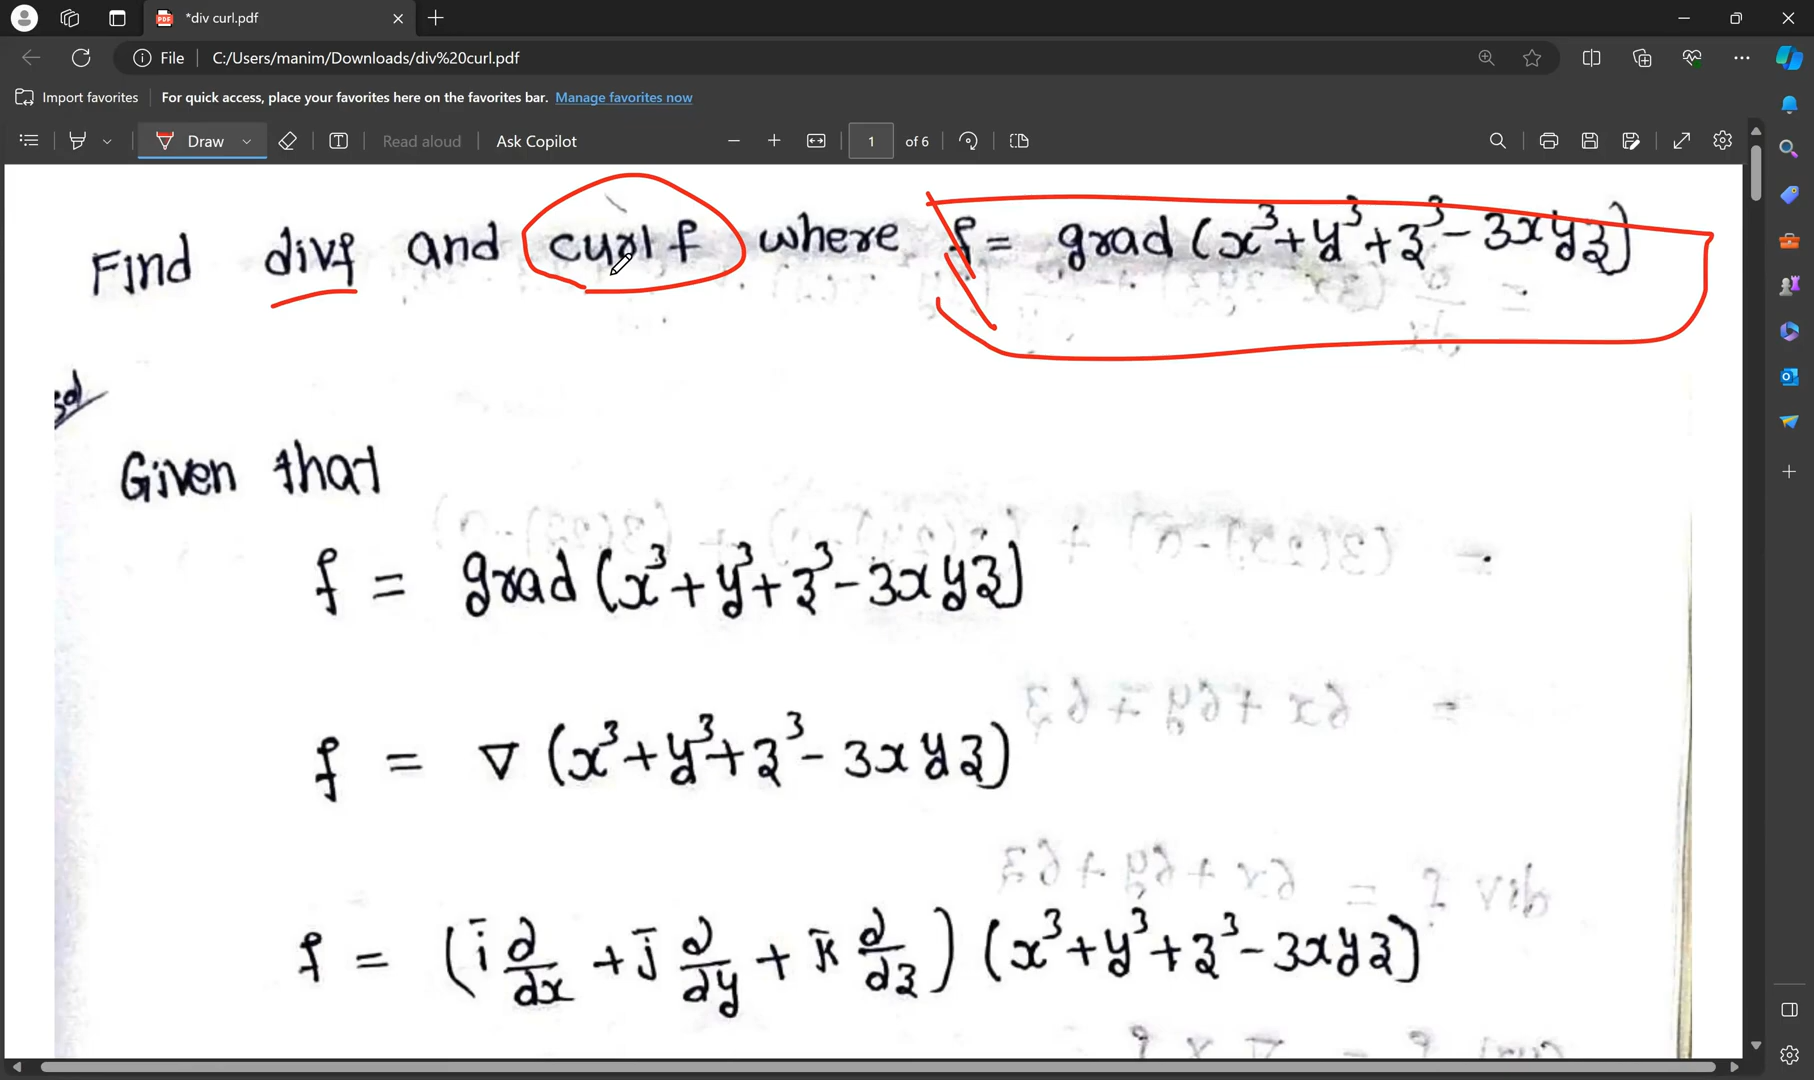 *div curl.pdf
File C:/Users/manim/Downloads/div%20curl.pdf
Import favorites For quick access, place your favorites here on the favorites bar. Manage favorites now
Draw Read aloud Ask Copilot 1 of 6
Find divf and curl f where f = grad (x³+y³+z³-3xyz)
Given that
f = grad (x³+y³+z³-3xyz)
f = ∇ (x³+y³+z³-3xyz)
f = (i̅ ∂/∂x + j̅ ∂/∂y + k̅ ∂/∂z) (x³+y³+z³-3xyz)